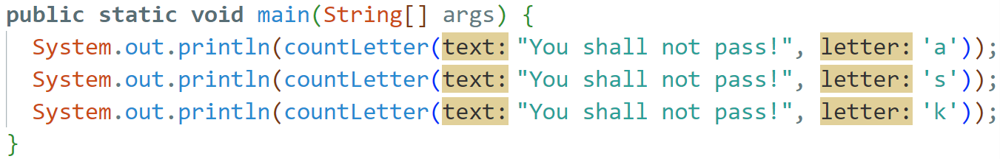 public static void main(String[] args) {
System.out.println(countLetter(text: "You shall not pass!", letter: 'a'));
System.out.println(countLetter(text: "You shall not pass!", letter: 's'));
System.out.println(countLetter(text: "You shall not pass!", letter: 'k'));
}